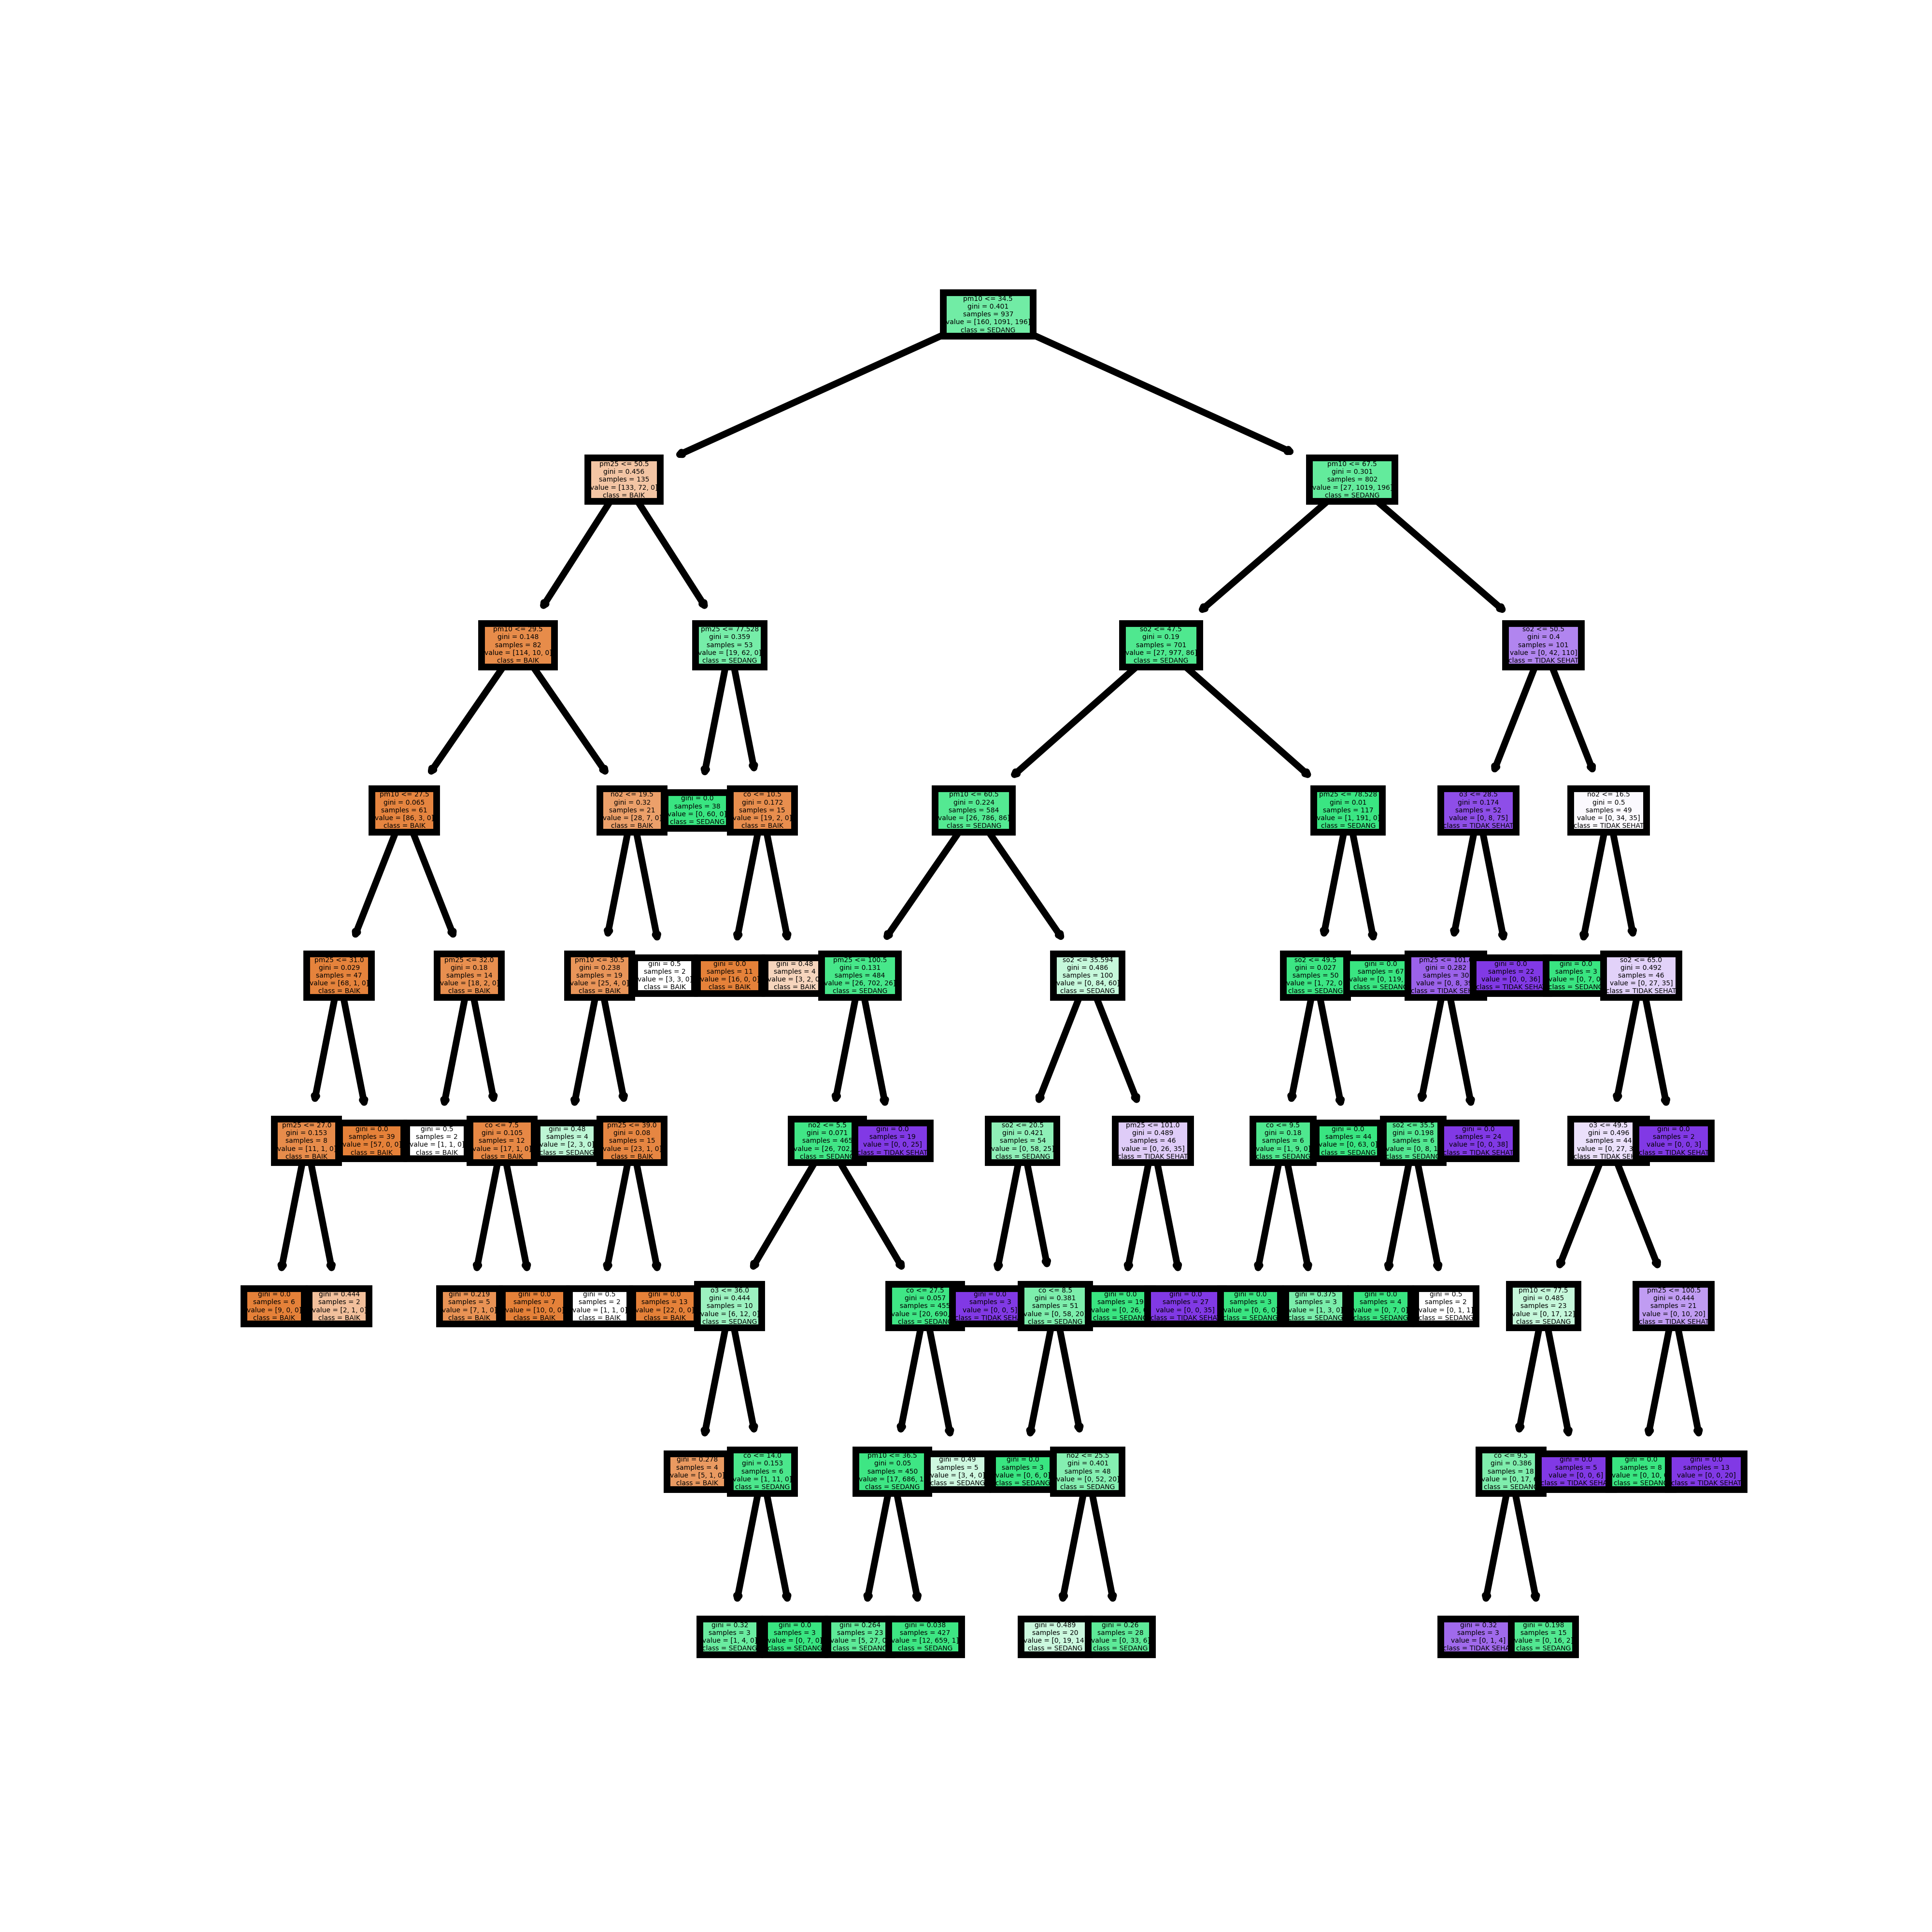 pm10 <= 34.5
gini = 0.401
samples = 937
value = [160, 1091, 196]
class = SEDANG
pm25 <= 50.5
gini = 0.456
samples = 135
value = [133, 72, 0]
class = BAIK
pm10 <= 67.5
gini = 0.301
samples = 802
value = [27, 1019, 196]
class = SEDANG
pm10 <= 29.5
gini = 0.148
samples = 82
value = [114, 10, 0]
class = BAIK
pm25 <= 77.528
gini = 0.359
samples = 53
value = [19, 62, 0]
class = SEDANG
so2 <= 47.5
gini = 0.19
samples = 701
value = [27, 977, 86]
class = SEDANG
so2 <= 50.5
gini = 0.4
samples = 101
value = [0, 42, 110]
class = TIDAK SEHAT
pm10 <= 27.5
gini = 0.065
samples = 61
value = [86, 3, 0]
class = BAIK
no2 <= 19.5
gini = 0.32
samples = 21
value = [28, 7, 0]
class = BAIK
gini = 0.0
samples = 38
value = [0, 60, 0]
class = SEDANG
co <= 10.5
gini = 0.172
samples = 15
value = [19, 2, 0]
class = BAIK
pm10 <= 60.5
gini = 0.224
samples = 584
value = [26, 786, 86]
class = SEDANG
pm25 <= 78.528
gini = 0.01
samples = 117
value = [1, 191, 0]
class = SEDANG
o3 <= 28.5
gini = 0.174
samples = 52
value = [0, 8, 75]
class = TIDAK SEHAT
no2 <= 16.5
gini = 0.5
samples = 49
value = [0, 34, 35]
class = TIDAK SEHAT
pm25 <= 31.0
gini = 0.029
samples = 47
value = [68, 1, 0]
class = BAIK
pm25 <= 32.0
gini = 0.18
samples = 14
value = [18, 2, 0]
class = BAIK
pm10 <= 30.5
gini = 0.238
samples = 19
value = [25, 4, 0]
class = BAIK
gini = 0.5
samples = 2
value = [3, 3, 0]
class = BAIK
gini = 0.0
samples = 11
value = [16, 0, 0]
class = BAIK
gini = 0.48
samples = 4
value = [3, 2, 0
class = BAIK
pm25 <= 100.5
gini = 0.131
samples = 484
value = [26, 702, 26]
class = SEDANG
so2 <= 35.594
gini = 0.486
samples = 100
value = [0, 84, 60]
class = SEDANG
so2 <= 49.5
gini = 0.027
samples = 50
value = [1, 72, 0]
class = SEDANG
gini = 0.0
samples = 67
value = [0, 119,
class = SEDANG
pm25 <= 101.
gini = 0.282
samples = 30
value = [0, 8, 39
class = TIDAK SE
gini = 0.0
samples = 22
value = [0, 0, 36]
class = TIDAK SEHAT
gini = 0.0
samples = 3
value = [0, 7, 0
class = SEDANG
so2 <= 65.0
gini = 0.492
samples = 46
value = [0, 27, 35]
class = TIDAK SEHAT
pm25 <= 27.0
gini = 0.153
samples = 8
value = [11, 1, 0]
class = BAIK
gini = 0.0
samples = 39
value = [57, 0, 0]
class = BAIK
gini = 0.5
samples = 2
value = [1, 1, 0]
class = BAIK
co <= 7.5
gini = 0.105
samples = 12
value = [17, 1, 0]
class = BAIK
gini = 0.48
samples = 4
value = [2, 3, 0]
class = SEDANG
pm25 <= 39.0
gini = 0.08
samples = 15
value = [23, 1, 0]
class = BAIK
no2 <= 5.5
gini = 0.071
samples = 465
value = [26, 702,
class = SEDANG
gini = 0.0
samples = 19
value = [0, 0, 25]
class = TIDAK SEHAT
so2 <= 20.5
gini = 0.421
samples = 54
value = [0, 58, 25]
class = SEDANG
pm25 <= 101.0
gini = 0.489
samples = 46
value = [0, 26, 35]
class = TIDAK SEHAT
co <= 9.5
gini = 0.18
samples = 6
value = [1, 9, 0]
class = SEDANG
gini = 0.0
samples = 44
value = [0, 63, 0]
class = SEDANG
so2 <= 35.5
gini = 0.198
samples = 6
value = [0, 8, 1
class = SEDANG
gini = 0.0
samples = 24
value = [0, 0, 38]
class = TIDAK SEHAT
o3 <= 49.5
gini = 0.496
samples = 44
value = [0, 27, 3
class = TIDAK SE
gini = 0.0
samples = 2
value = [0, 0, 3]
class = TIDAK SEHAT
gini = 0.0
samples = 6
value = [9, 0, 0]
class = BAIK
gini = 0.444
samples = 2
value = [2, 1, 0]
class = BAIK
gini = 0.219
samples = 5
value = [7, 1, 0]
class = BAIK
gini = 0.0
samples = 7
value = [10, 0, 0]
class = BAIK
gini = 0.5
samples = 2
value = [1, 1, 0]
class = BAIK
gini = 0.0
samples = 13
value = [22, 0, 0]
class = BAIK
o3 <= 36.0
gini = 0.444
samples = 10
value = [6, 12, 0]
class = SEDANG
co <= 27.5
gini = 0.057
samples = 455
value = [20, 690,
class = SEDANG
gini = 0.0
samples = 3
value = [0, 0, 5]
class = TIDAK SEH
co <= 8.5
gini = 0.381
samples = 51
value = [0, 58, 20]
class = SEDANG
gini = 0.0
samples = 19
value = [0, 26,
class = SEDANG
gini = 0.0
samples = 27
value = [0, 0, 35]
class = TIDAK SEHA
gini = 0.0
samples = 3
value = [0, 6, 0]
class = SEDANG
gini = 0.375
samples = 3
value = [1, 3, 0]
class = SEDANG
gini = 0.0
samples = 4
value = [0, 7, 0]
class = SEDANG
gini = 0.5
samples = 2
value = [0, 1, 1]
class = SEDANG
pm10 <= 77.5
gini = 0.485
samples = 23
value = [0, 17, 12]
class = SEDANG
pm25 <= 100.5
gini = 0.444
samples = 21
value = [0, 10, 20]
class = TIDAK SEHAT
gini = 0.278
samples = 4
value = [5, 1, 0]
class = BAIK
co <= 14.0
gini = 0.153
samples = 6
value = [1, 11, 0]
class = SEDANG
pm10 <= 36.5
gini = 0.05
samples = 450
value = [17, 686, 1
class = SEDANG
gini = 0.49
samples = 5
value = [3, 4, 0]
class = SEDANG
gini = 0.0
samples = 3
value = [0, 6, 0]
class = SEDANG
no2 <= 25.5
gini = 0.401
samples = 48
value = [0, 52, 20]
class = SEDANG
co <= 9.5
gini = 0.386
samples = 18
value = [0, 17,
class = SEDANG
gini = 0.0
samples = 5
value = [0, 0, 6]
class = TIDAK SEHA
gini = 0.0
samples = 8
value = [0, 10,
class = SEDANG
gini = 0.0
samples = 13
value = [0, 0, 20]
class = TIDAK SEHAT
gini = 0.32
samples = 3
value = [1, 4, 0]
class = SEDANG
gini = 0.0
samples = 3
value = [0, 7, 0]
class = SEDANG
gini = 0.264
samples = 23
value = [5, 27, 0
class = SEDANG
gini = 0.038
samples = 427
value = [12, 659, 1
class = SEDANG
gini = 0.489
samples = 20
value = [0, 19, 14
class = SEDANG
gini = 0.26
samples = 28
value = [0, 33, 6]
class = SEDANG
gini = 0.32
samples = 3
value = [0, 1, 4]
class = TIDAK SEHA
gini = 0.198
samples = 15
value = [0, 16, 2]
class = SEDANG